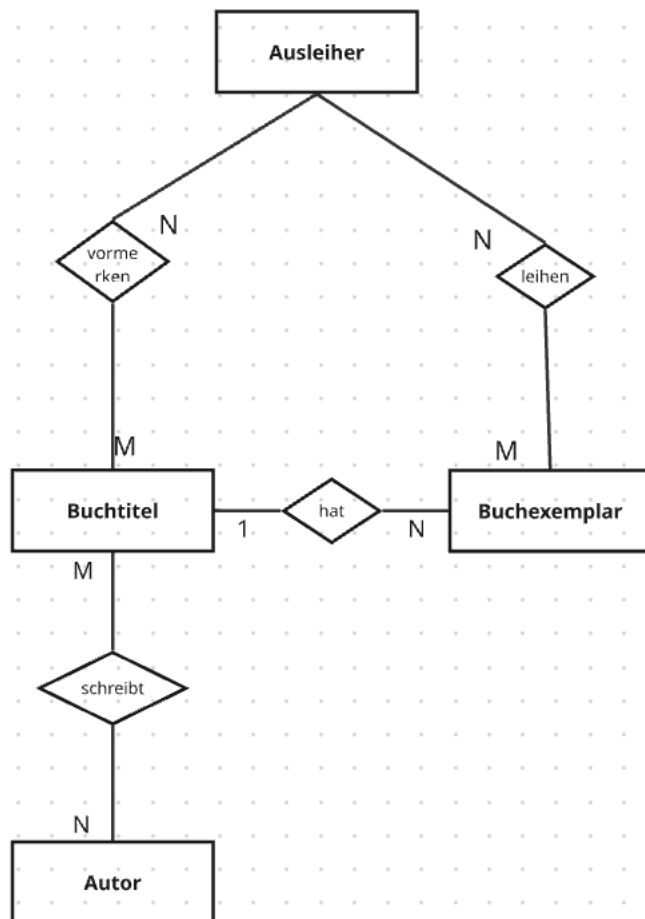 Ausleiher
N
vorme
rken
N
leihen
M
M
Buchtitel
1
hat
N
Buchexemplar
M
schreibt
N
Autor